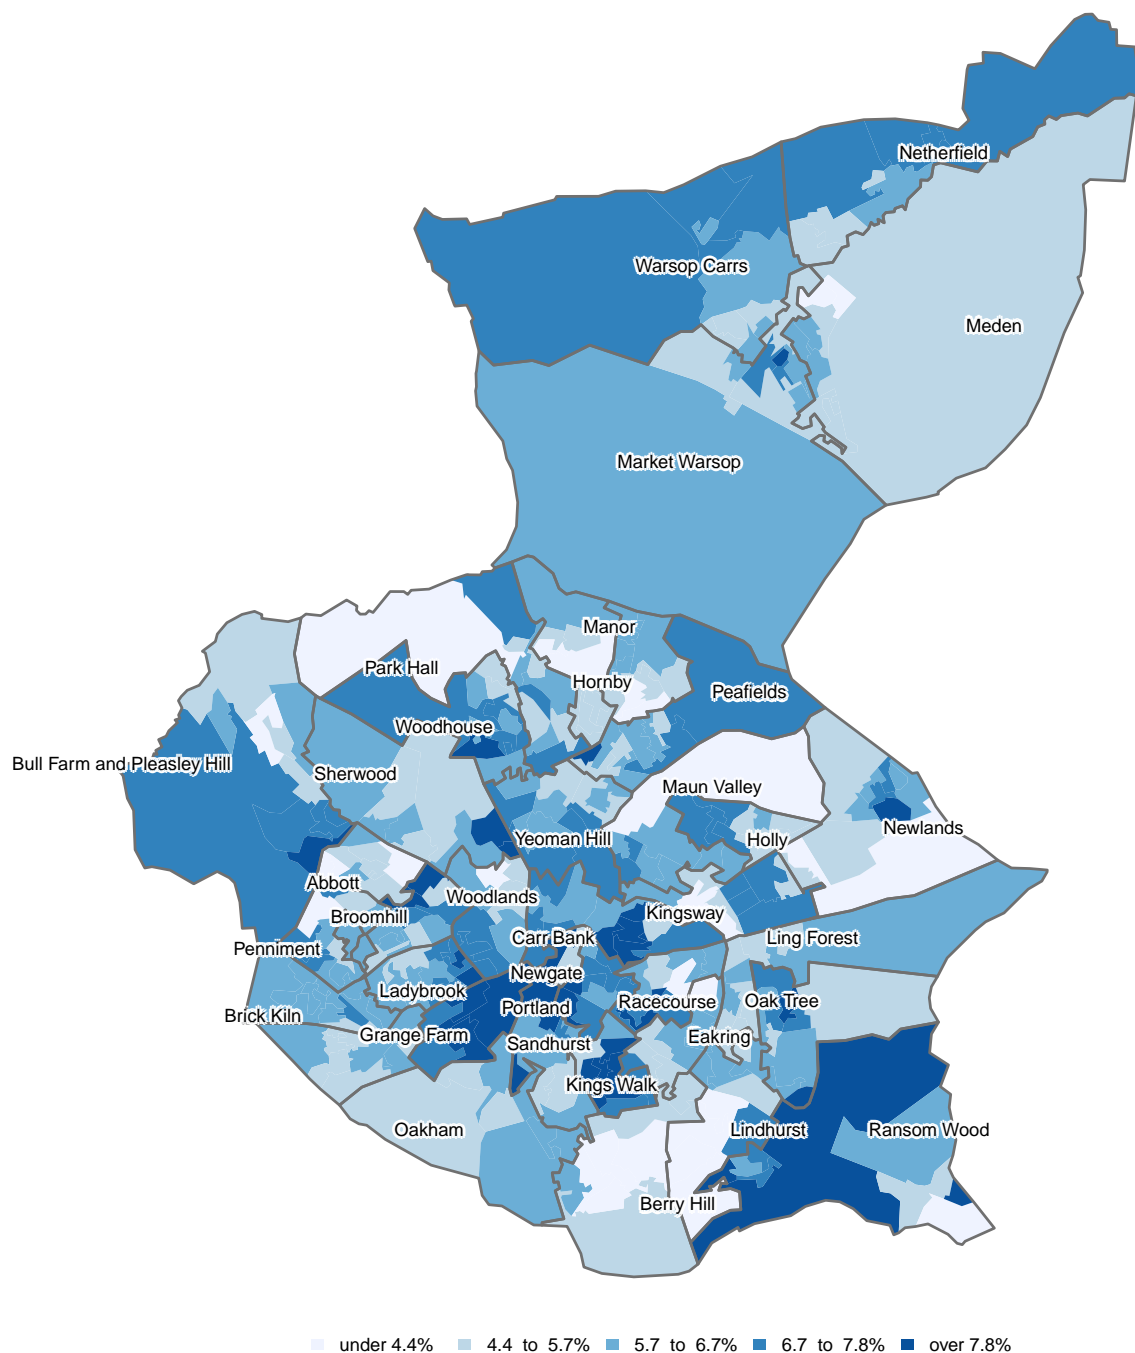 Netherfield
Warsop Carrs
Meden
Market Warsop
Manor
Park Hall
Hornby
Peafields
Woodhouse
Bull Farm and Pleasley Hill
Sherwood
Maun Valley
Newlands
Yeoman Hill
Holly
Abbott
Woodlands
Broomhill
Kingsway
Carr Bank
Ling Forest
Penniment
Newgate
Ladybrook
Racecourse
Oak Tree
Portland
Brick Kiln
Grange Farm
Eakring
Sandhurst
Kings Walk
Oakham
Lindhurst
Ransom Wood
Berry Hill
under 4.4% 4.4 to 5.7% 5.7 to 6.7% 6.7 to 7.8% over 7.8%